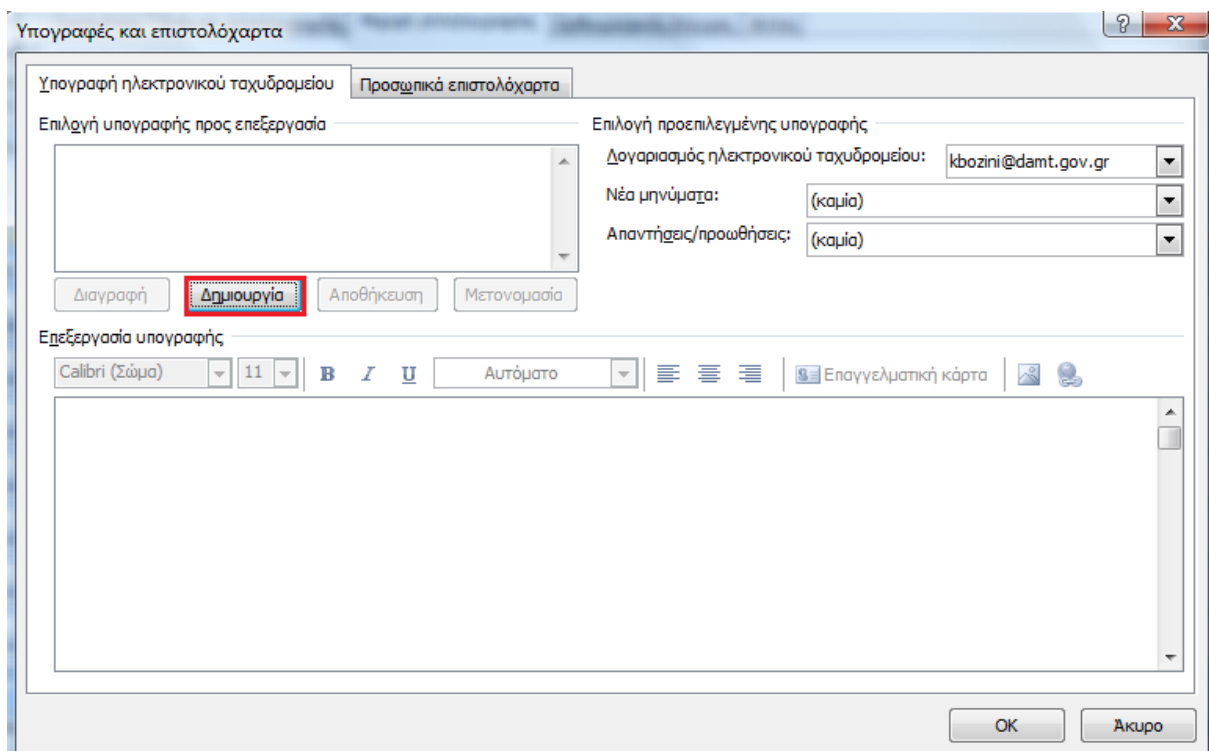 Υπογραφές και επιστολόχαρτα
Υπογραφή ηλεκτρονικού ταχυδρομείου Προσωπικά επιστολόχαρτα
Επιλογή υπογραφής προς επεξεργασία Επιλογή προεπιλεγμένης υπογραφής
Λογαριασμός ηλεκτρονικού ταχυδρομείου: kbozini@damt.gov.gr
Νέα μηνύματα: (καμία)
Απαντήσεις/προωθήσεις: (καμία)
Διαγραφή Δημιουργία Αποθήκευση Μετονομασία
Επεξεργασία υπογραφής
Calibri (Σώμα) 11 B I U Αυτόματο Επαγγελματική κάρτα
OK Άκυρο